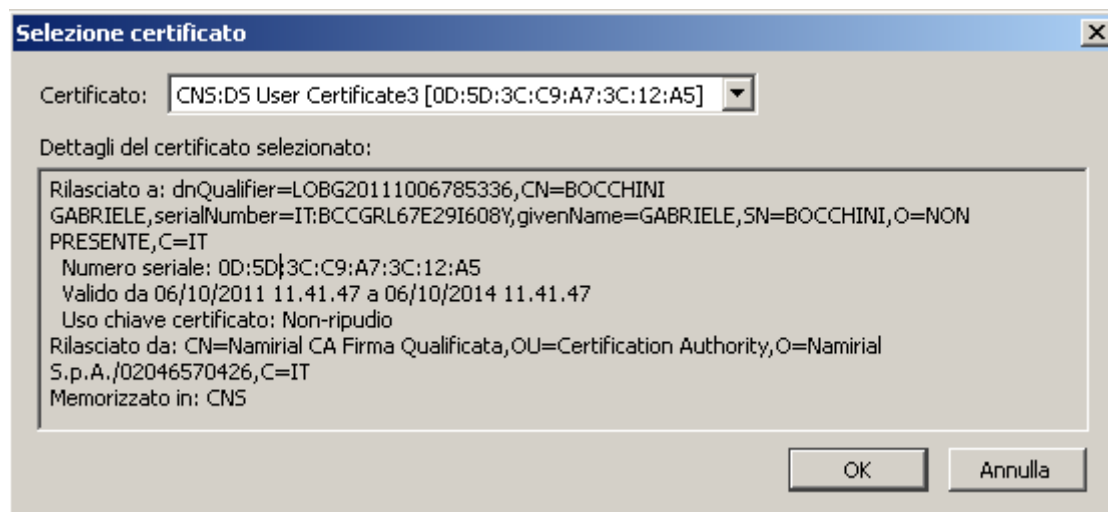 Selezione certificato
Certificato: CNS:DS User Certificate3 [0D:5D:3C:C9:A7:3C:12:A5]
Dettagli del certificato selezionato:
Rilasciato a: dnQualifier=LOBG20111006785336,CN=BOCCHINI
GABRIELE,serialNumber=IT:BCCGRL67E29I608Y,givenName=GABRIELE,SN=BOCCHINI,O=NON
PRESENTE,C=IT
Numero seriale: 0D:5D:3C:C9:A7:3C:12:A5
Valido da 06/10/2011 11.41.47 a 06/10/2014 11.41.47
Uso chiave certificato: Non-ripudio
Rilasciato da: CN=Namirial CA Firma Qualificata,OU=Certification Authority,O=Namirial
S.p.A./02046570426,C=IT
Memorizzato in: CNS
OK Annulla